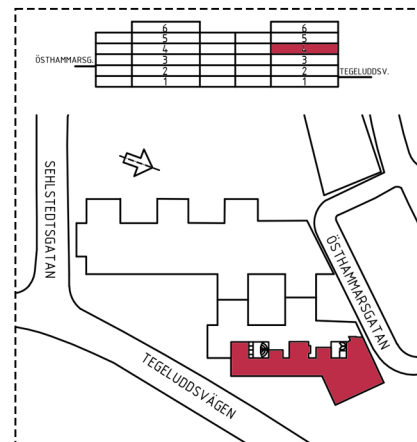 6 6
5 5
4 4
ÖSTHAMMARSG. 3 3
2 2 TEGELUDDSV.
1 1
SEHLSTEDTSGATAN
ÖSTHAMMARSGATAN
TEGELUDDSVÄGEN